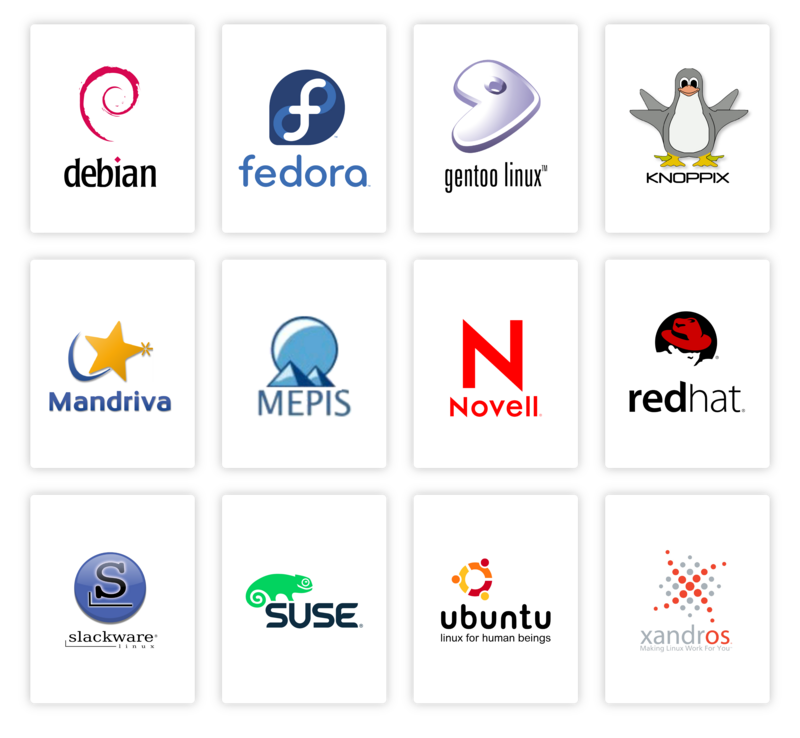 debian
fedora
gentoo linux™
KNOPPIX
Mandriva
MEPIS
N
Novell
redhat.
S
slackware®
linux
SUSE®
ubuntu
linux for human beings
xandros
Making Linux Work For You